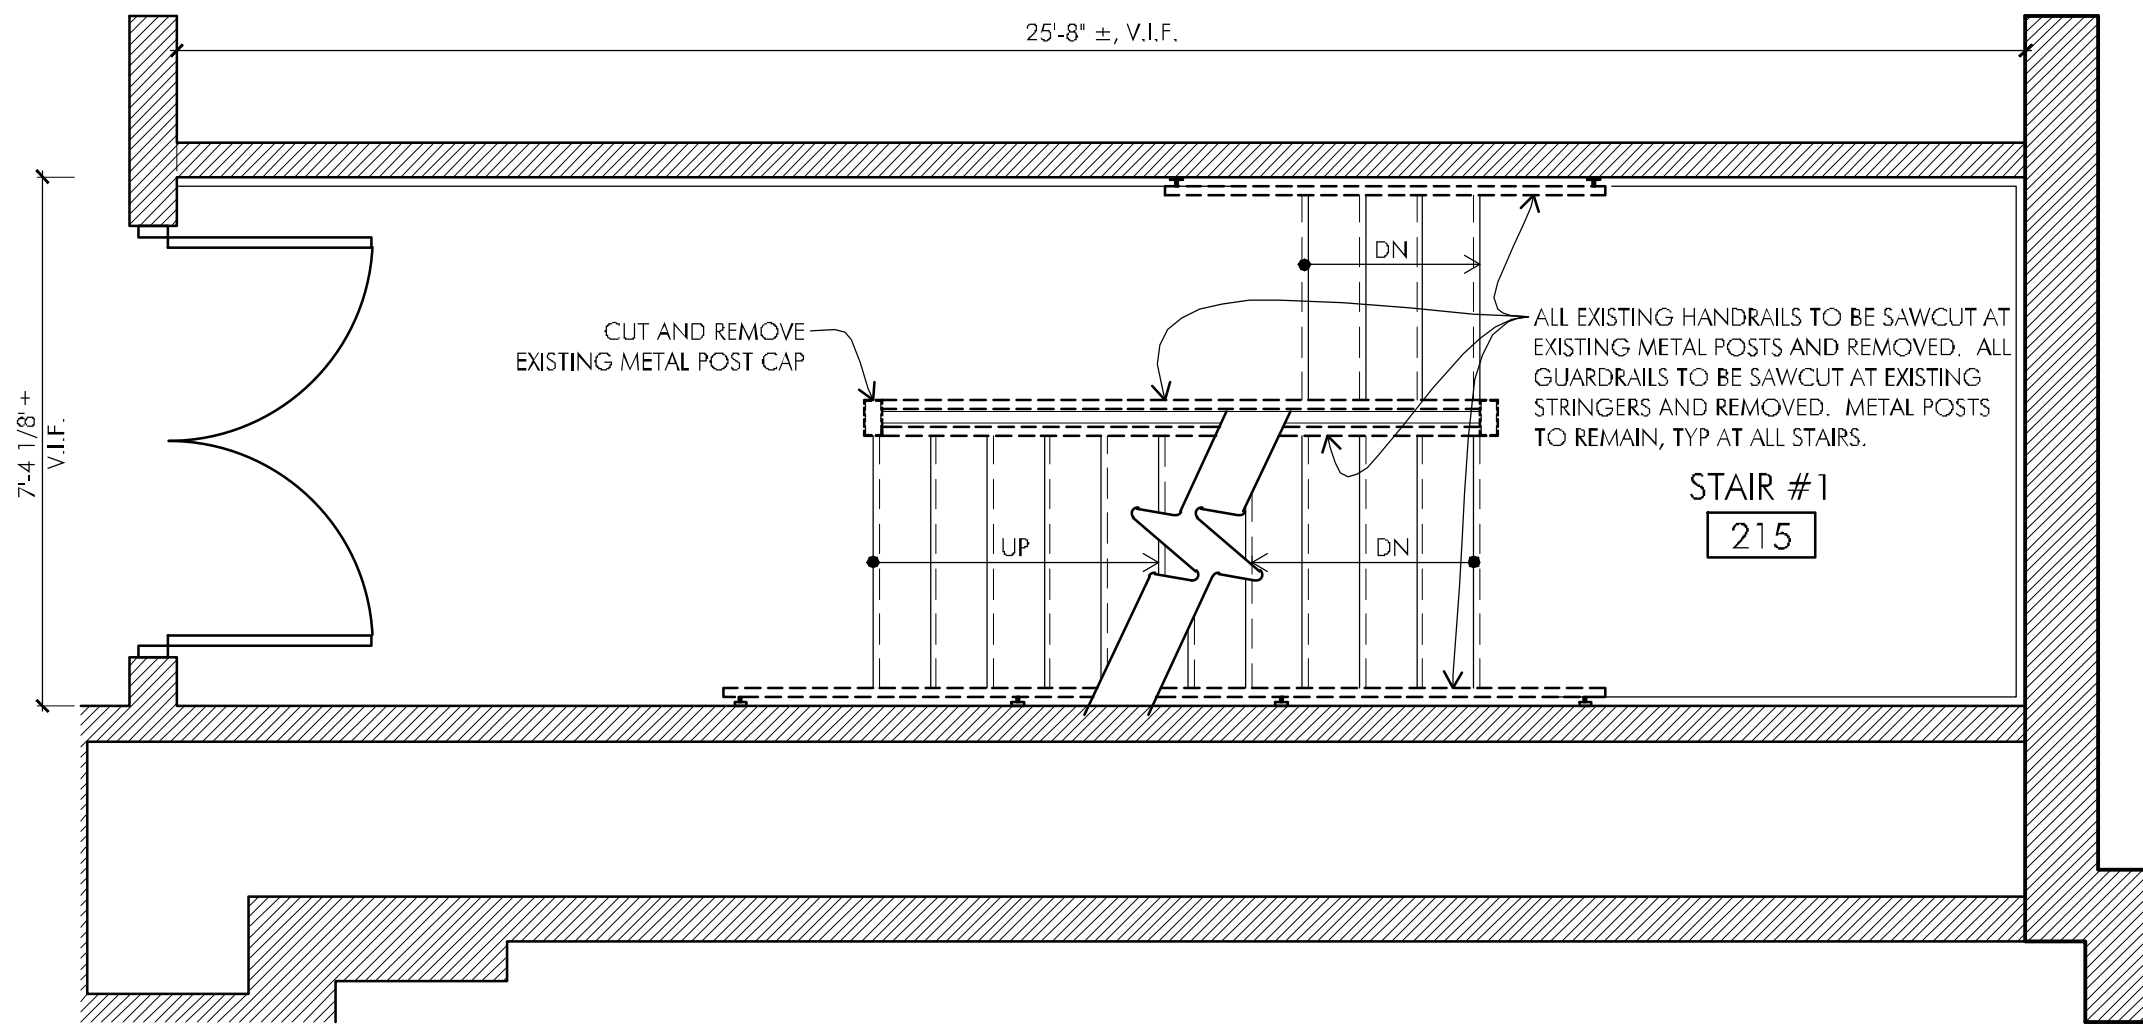 25'-8" ±, V.I.F.
7'-4 1/8" +
V.I.F.
DN
CUT AND REMOVE
EXISTING METAL POST CAP
ALL EXISTING HANDRAILS TO BE SAWCUT AT
EXISTING METAL POSTS AND REMOVED. ALL
GUARDRAILS TO BE SAWCUT AT EXISTING
STRINGERS AND REMOVED. METAL POSTS
TO REMAIN, TYP AT ALL STAIRS.
STAIR #1
215
UP
DN